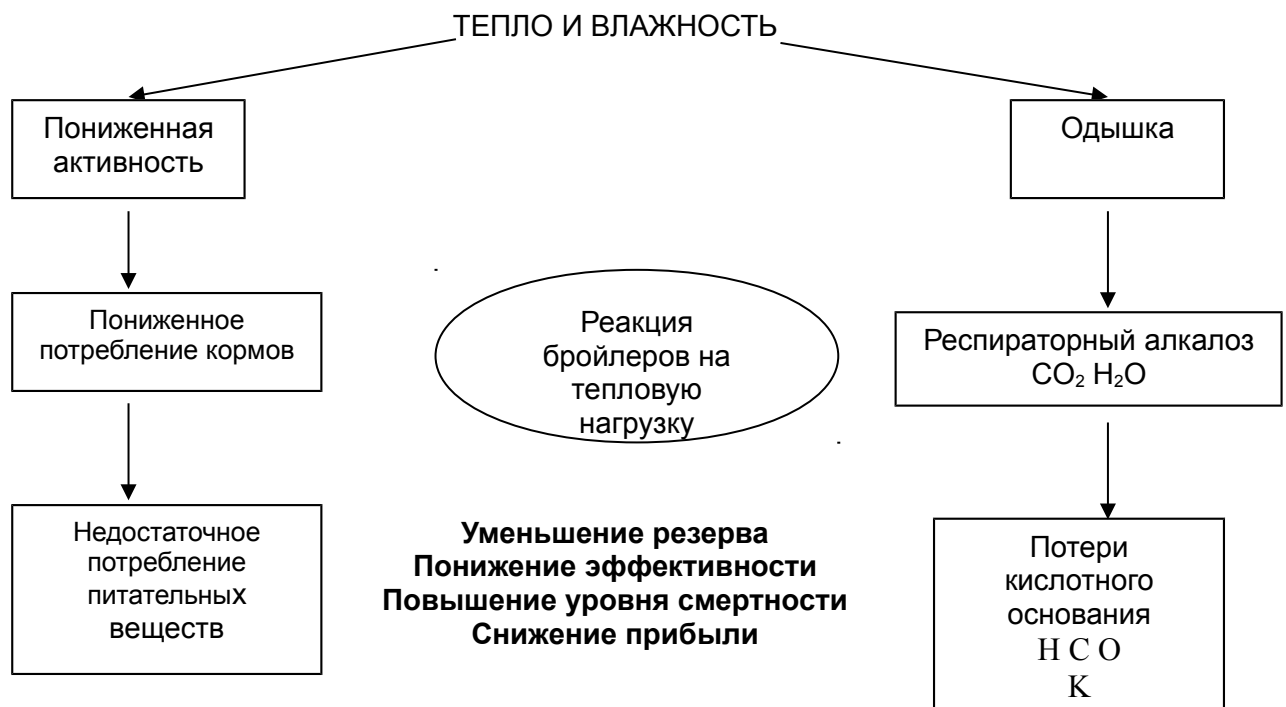 ТЕПЛО И ВЛАЖНОСТЬ
Пониженная
активность
Одышка
Пониженное
потребление кормов
Реакция
бройлеров на
тепловую
нагрузку
Респираторный алкалоз
CO₂ H₂O
Недостаточное
потребление
питательных
веществ
Уменьшение резерва
Понижение эффективности
Повышение уровня смертности
Снижение прибыли
Потери
кислотного
основания
H C O
K